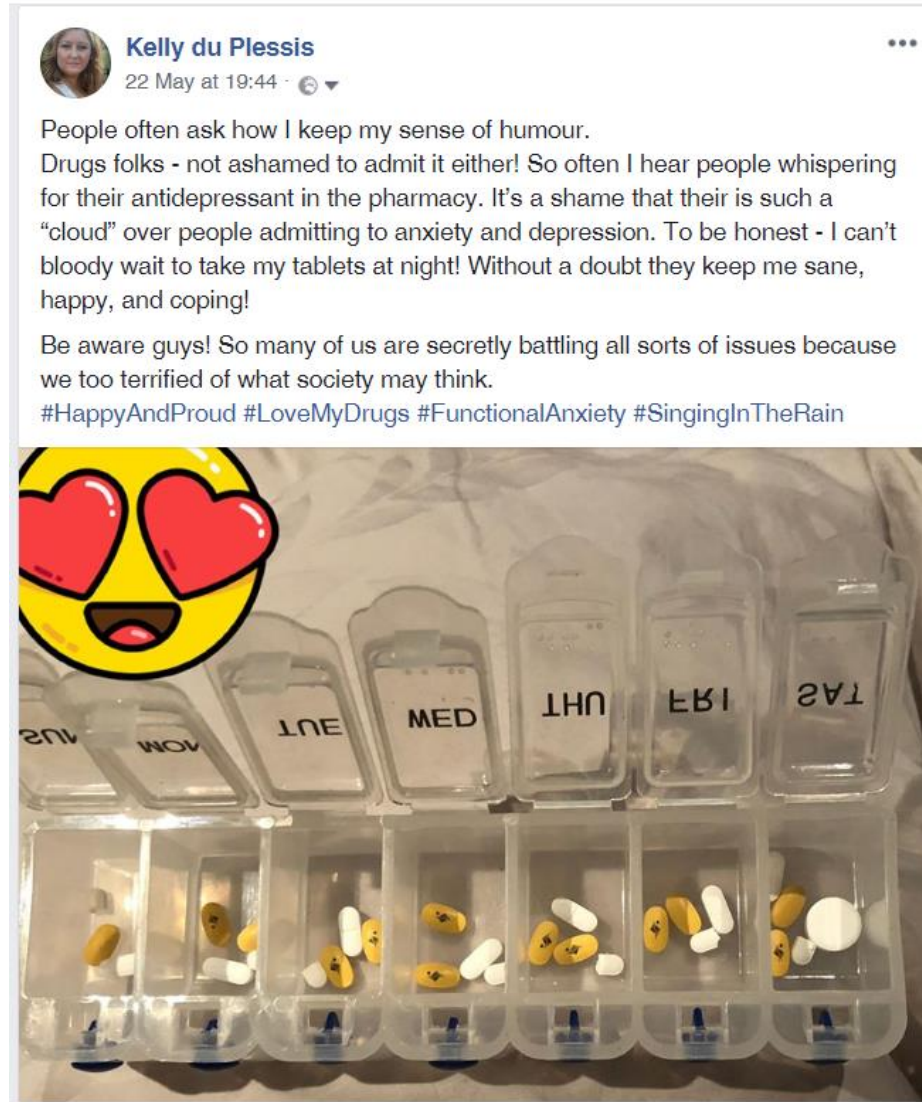 Kelly du Plessis
22 May at 19:44 ·
People often ask how I keep my sense of humour.
Drugs folks - not ashamed to admit it either! So often I hear people whispering
for their antidepressant in the pharmacy. It's a shame that their is such a
“cloud” over people admitting to anxiety and depression. To be honest - I can't
bloody wait to take my tablets at night! Without a doubt they keep me sane,
happy, and coping!
Be aware guys! So many of us are secretly battling all sorts of issues because
we too terrified of what society may think.
#HappyAndProud #LoveMyDrugs #FunctionalAnxiety #SingingInTheRain
SUN MON TUE WED THU FRI SAT